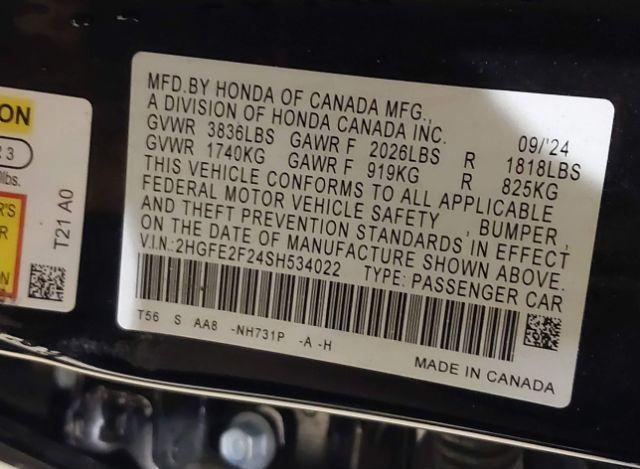 MFD.BY HONDA OF CANADA MFG.,
A DIVISION OF HONDA CANADA INC. 09/'24
GVWR 3836LBS GAWR F 2026LBS R 1818LBS
GVWR 1740KG GAWR F 919KG R 825KG
THIS VEHICLE CONFORMS TO ALL APPLICABLE
FEDERAL MOTOR VEHICLE SAFETY , BUMPER ,
AND THEFT PREVENTION STANDARDS IN EFFECT
ON THE DATE OF MANUFACTURE SHOWN ABOVE.
V.I.N.:2HGFE2F24SH534022 TYPE: PASSENGER CAR
T56 S AA8 -NH731P -A -H
MADE IN CANADA
ON
3
lbs.
R'S
R
N
T21 A0